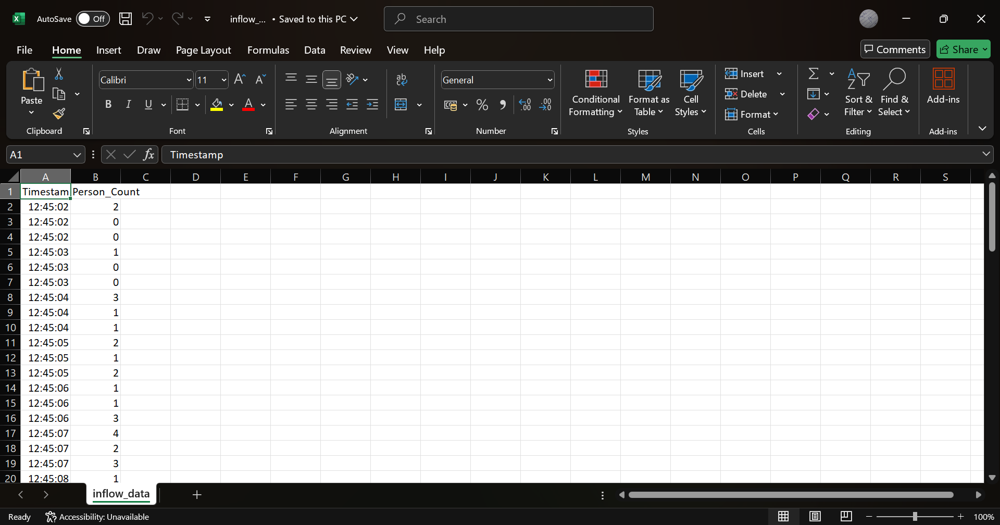 AutoSave Off inflow_... • Saved to this PC Search
File Home Insert Draw Page Layout Formulas Data Review View Help Comments Share
Paste
Clipboard
Calibri 11
B I U A
Font
ab
Alignment
General
% .00 .00
Number
Conditional Formatting
Format as Table
Cell Styles
Styles
Insert
Delete
Format
Cells
Sort & Filter
Find & Select
Editing
Add-ins
Add-ins
A1 fx Timestamp
A B C D E F G H I J K L M N O P Q R S
1 Timestam Person_Count
2 12:45:02 2
3 12:45:02 0
4 12:45:02 0
5 12:45:03 1
6 12:45:03 0
7 12:45:03 0
8 12:45:04 3
9 12:45:04 1
10 12:45:04 1
11 12:45:05 2
12 12:45:05 1
13 12:45:05 2
14 12:45:06 1
15 12:45:06 1
16 12:45:06 3
17 12:45:07 4
18 12:45:07 2
19 12:45:07 3
20 12:45:08 1
inflow_data
Ready Accessibility: Unavailable 100%